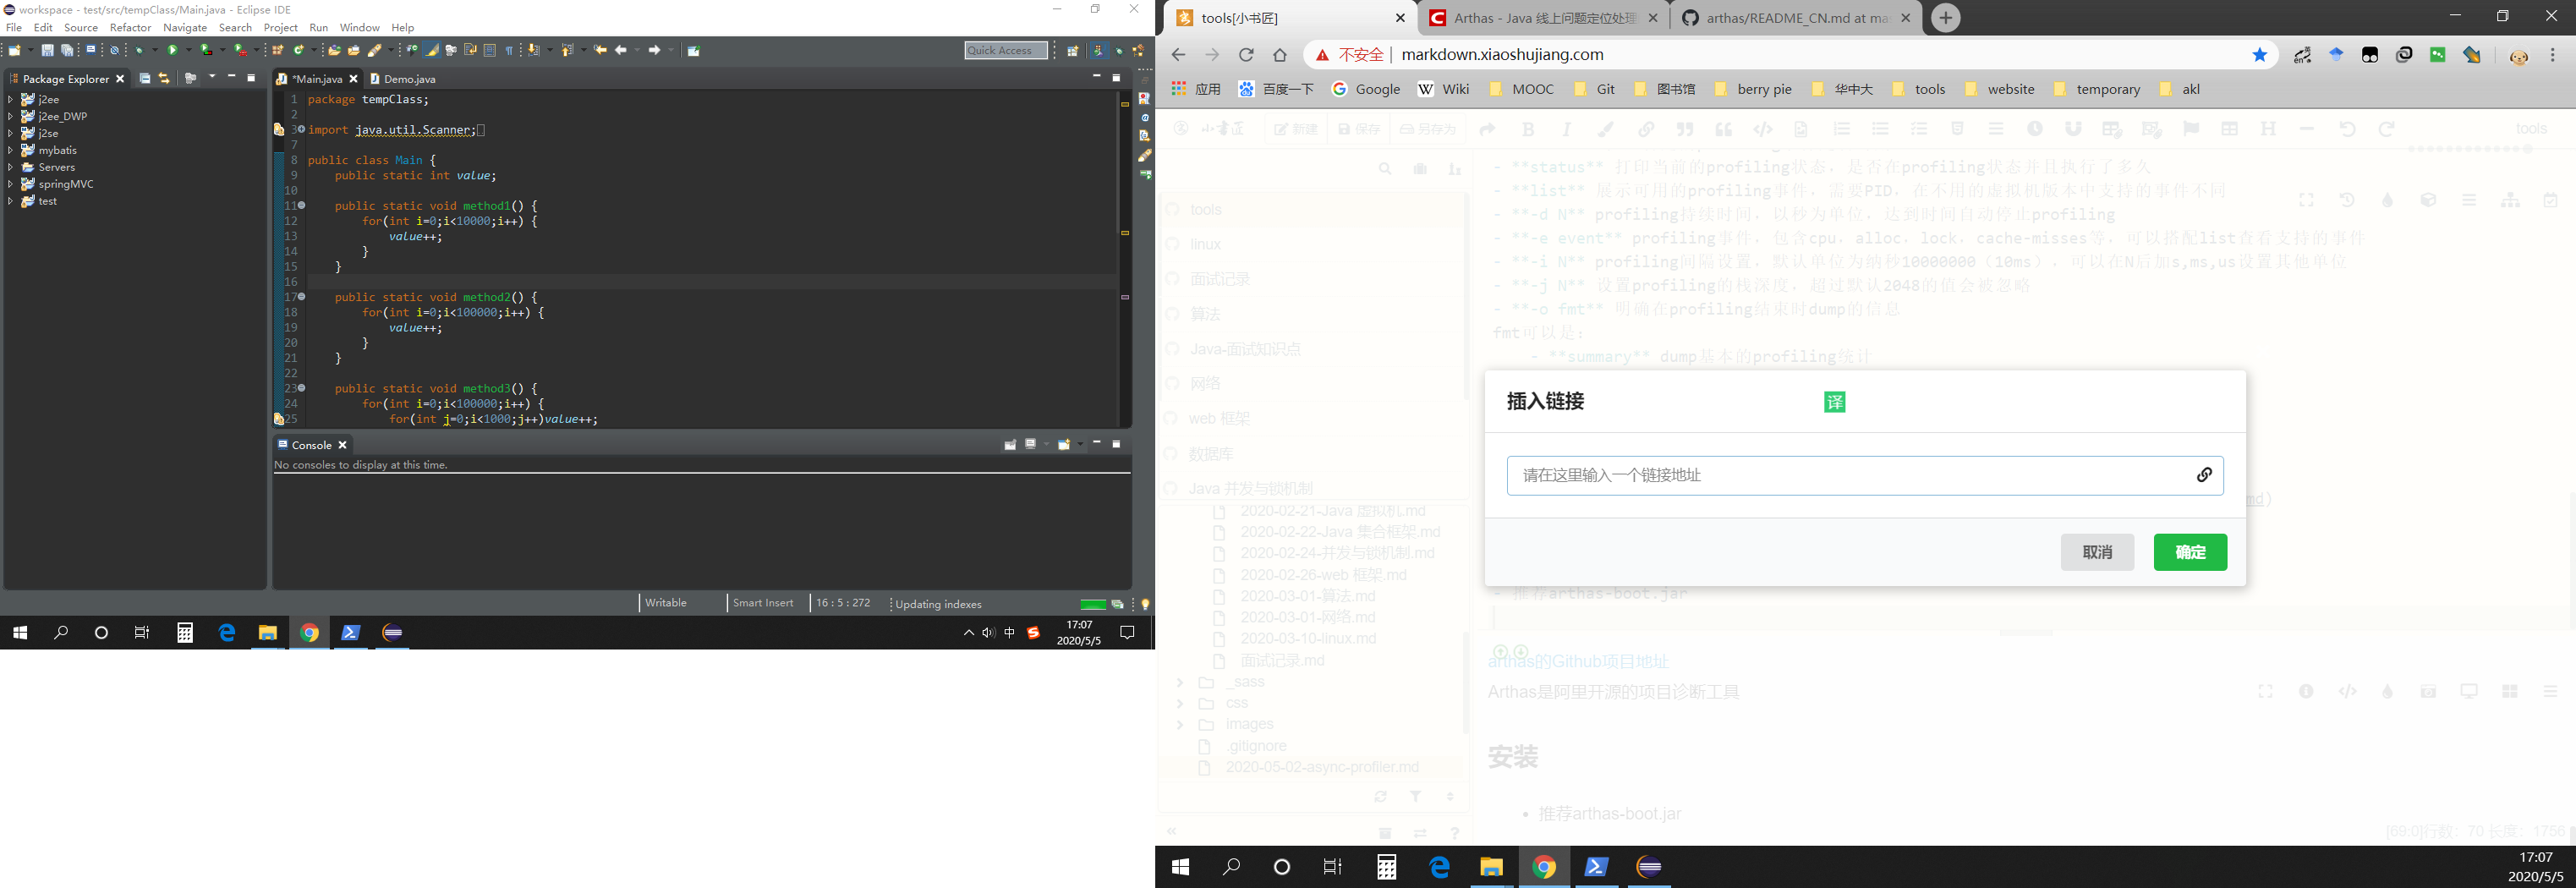 workspace - test/src/tempClass/Main.java - Eclipse IDE
File Edit Source Refactor Navigate Search Project Run Window Help
Quick Access
Package Explorer
j2ee
j2ee_DWP
j2se
mybatis
Servers
springMVC
test
*Main.java
Demo.java
1 package tempClass;
2
3 import java.util.Scanner;
7
8 public class Main {
9 public static int value;
10
11 public static void method1() {
12 for(int i=0;i<10000;i++) {
13 value++;
14 }
15 }
16
17 public static void method2() {
18 for(int i=0;i<100000;i++) {
19 value++;
20 }
21 }
22
23 public static void method3() {
24 for(int i=0;i<100000;i++) {
25 for(int j=0;i<1000;j++)value++;
Console
No consoles to display at this time.
Writable
Smart Insert
16 : 5 : 272
Updating indexes
中
17:07
2020/5/5
tools[小书匠]
Arthas - Java 线上问题定位处理
arthas/README_CN.md at ma
不安全
markdown.xiaoshujiang.com
应用
百度一下
Google
Wiki
MOOC
Git
图书馆
berry pie
华中大
tools
website
temporary
akl
新建
保存
另存为
tools
tools
linux
面试记录
算法
Java-面试知识点
网络
web 框架
数据库
Java 并发与锁机制
2020-02-21-Java 虚拟机.md
2020-02-22-Java 集合框架.md
2020-02-24-并发与锁机制.md
2020-02-26-web 框架.md
2020-03-01-算法.md
2020-03-01-网络.md
2020-03-10-linux.md
面试记录.md
_sass
css
images
.gitignore
2020-05-02-async-profiler.md
- **status** 打印当前的profiling状态，是否在profiling状态并且执行了多久
- **list** 展示可用的profiling事件，需要PID，在不用的虚拟机版本中支持的事件不同
- **-d N** profiling持续时间，以秒为单位，达到时间自动停止profiling
- **-e event** profiling事件，包含cpu，alloc，lock，cache-misses等，可以搭配list查看支持的事件
- **-i N** profiling间隔设置，默认单位为纳秒10000000（10ms），可以在N后加s,ms,us设置其他单位
- **-j N** 设置profiling的栈深度，超过默认2048的值会被忽略
- **-o fmt** 明确在profiling结束时dump的信息
fmt可以是：
- **summary** dump基本的profiling统计
插入链接
译
请在这里输入一个链接地址
md)
取消
确定
- 推荐arthas-boot.jar
arthas的Github项目地址
Arthas是阿里开源的项目诊断工具
安装
推荐arthas-boot.jar
[69:0]行数：70 长度：1756
17:07
2020/5/5